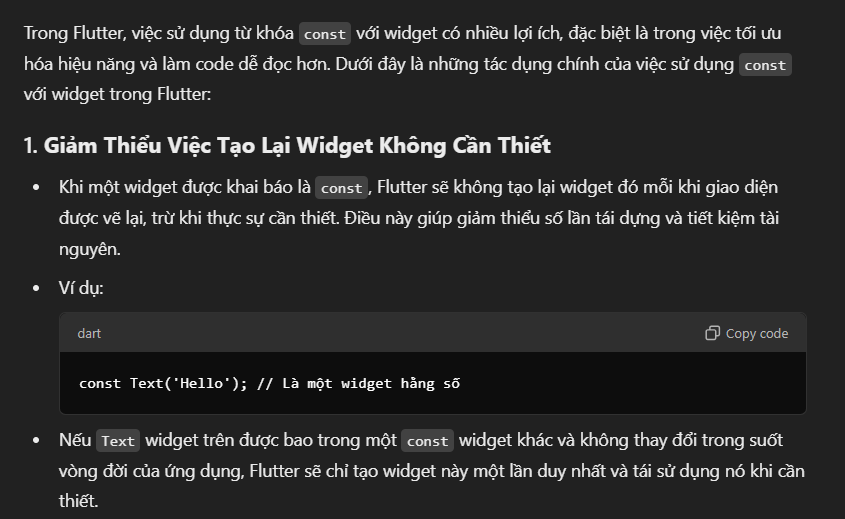 Trong Flutter, việc sử dụng từ khóa const với widget có nhiều lợi ích, đặc biệt là trong việc tối ưu
hóa hiệu năng và làm code dễ đọc hơn. Dưới đây là những tác dụng chính của việc sử dụng const
với widget trong Flutter:
1. Giảm Thiểu Việc Tạo Lại Widget Không Cần Thiết
• Khi một widget được khai báo là const, Flutter sẽ không tạo lại widget đó mỗi khi giao diện
được vẽ lại, trừ khi thực sự cần thiết. Điều này giúp giảm thiểu số lần tái dựng và tiết kiệm tài
nguyên.
• Ví dụ:
dart Copy code
const Text('Hello'); // Là một widget hằng số
• Nếu Text widget trên được bao trong một const widget khác và không thay đổi trong suốt
vòng đời của ứng dụng, Flutter sẽ chỉ tạo widget này một lần duy nhất và tái sử dụng nó khi cần
thiết.